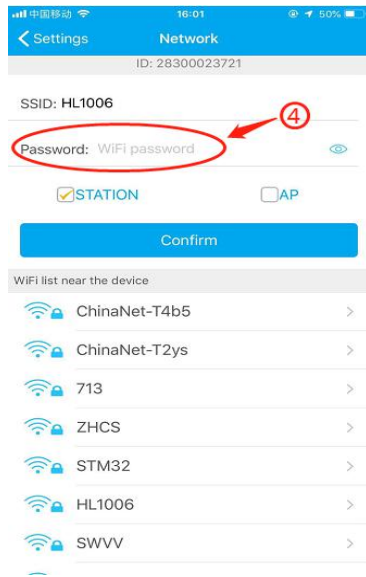 中国移动 16:01 50%
Settings Network
ID: 28300023721
SSID: HL1006
④
Password: WiFi password
STATION AP
Confirm
WiFi list near the device
ChinaNet-T4b5
ChinaNet-T2ys
713
ZHCS
STM32
HL1006
SWVV